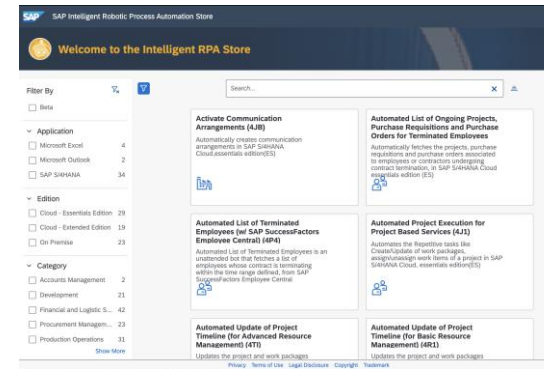 SAP SAP Intelligent Robotic Process Automation Store
Welcome to the Intelligent RPA Store
Filter By
Search...
Beta
Application
Microsoft Excel 4
Microsoft Outlook 2
SAP S/4HANA 34
Edition
Cloud - Essentials Edition 29
Cloud - Extended Edition 19
On Premise 23
Category
Accounts Management 2
Development 21
Financial and Logistic S... 42
Procurement Managem... 23
Production Operations 31
Show More
Activate Communication
Arrangements (4JB)
Automatically creates communication
arrangements in SAP S/4HANA
Cloud,essentials edition(ES)
Automated List of Ongoing Projects,
Purchase Requisitions and Purchase
Orders for Terminated Employees
Automatically fetches the projects, purchase
requisitions and purchase orders associated
to employees or contractors undergoing
contract termination, in SAP S/4HANA Cloud
essentials edition (ES)
Automated List of Terminated
Employees (w/ SAP SuccessFactors
Employee Central) (4P4)
Automated List of Terminated Employees is an
unattended bot that fetches a list of
employees whose contract is terminating
within the time range defined, from SAP
SuccessFactors Employee Central
Automated Project Execution for
Project Based Services (4J1)
Automates the Repetitive tasks like
Create/Update of work packages,
assign/unassign work items of a project in SAP
S/4HANA Cloud, essentials edition(ES)
Automated Update of Project
Timeline (for Advanced Resource
Management) (4TI)
Updates the project and work packages
Automated Update of Project
Timeline (for Basic Resource
Management) (4R1)
Updates the project and work packages
Privacy Terms of Use Legal Disclosure Copyright Trademark